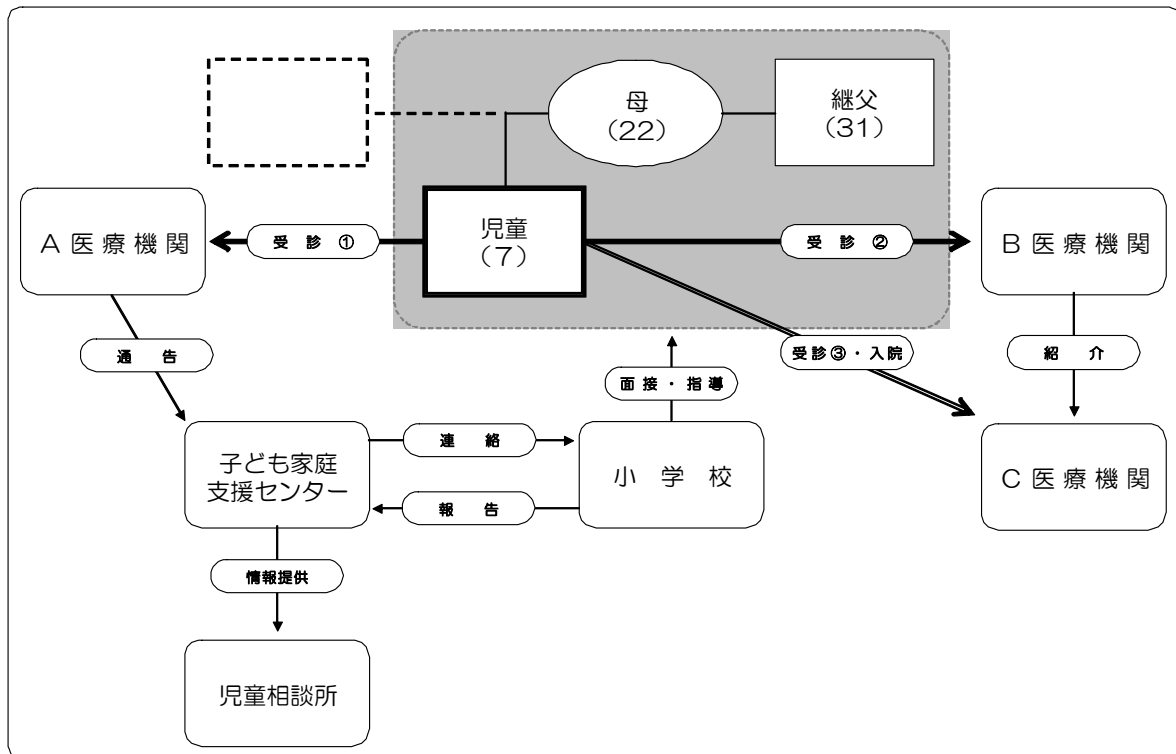 母
(22)
継父
(31)
A医療機関
受診①
児童
(7)
受診②
B医療機関
通告
面接・指導
受診③・入院
紹介
子ども家庭
支援センター
連絡
報告
小学校
C医療機関
情報提供
児童相談所